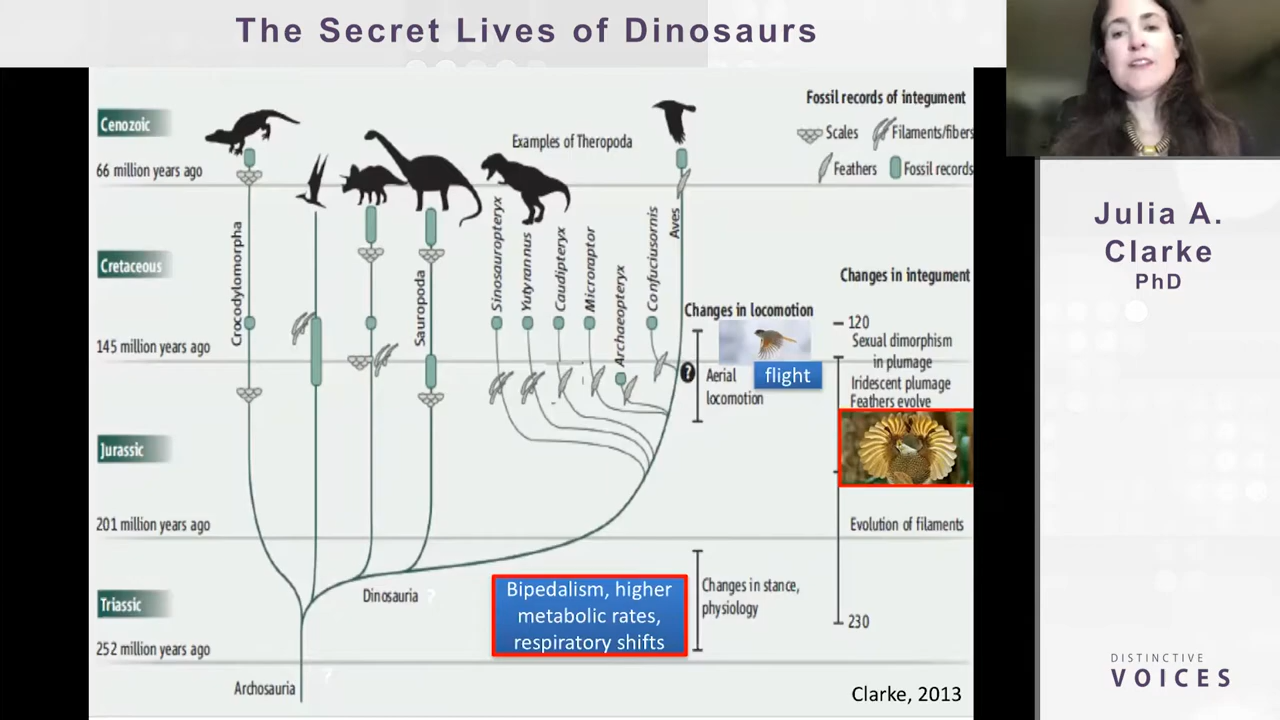 The Secret Lives of Dinosaurs
Julia A.
Clarke
PhD
DISTINCTIVE
VOICES
Cenozoic
66 million years ago
Cretaceous
145 million years ago
Jurassic
201 million years ago
Triassic
252 million years ago
Archosauria
Dinosauria ?
?
Crocodylomorpha
Sauropoda
Examples of Theropoda
Sinosauropteryx
Yutyrannus
Caudipteryx
Microraptor
Archaeopteryx
Confuciusornis
Aves
Fossil records of integument
Scales
Filaments/fibers
Feathers
Fossil records
Changes in locomotion
?
Aerial
locomotion
flight
Changes in integument
120
Sexual dimorphism
in plumage
Iridescent plumage
Feathers evolve
Evolution of filaments
230
Bipedalism, higher
metabolic rates,
respiratory shifts
Changes in stance,
physiology
Clarke, 2013